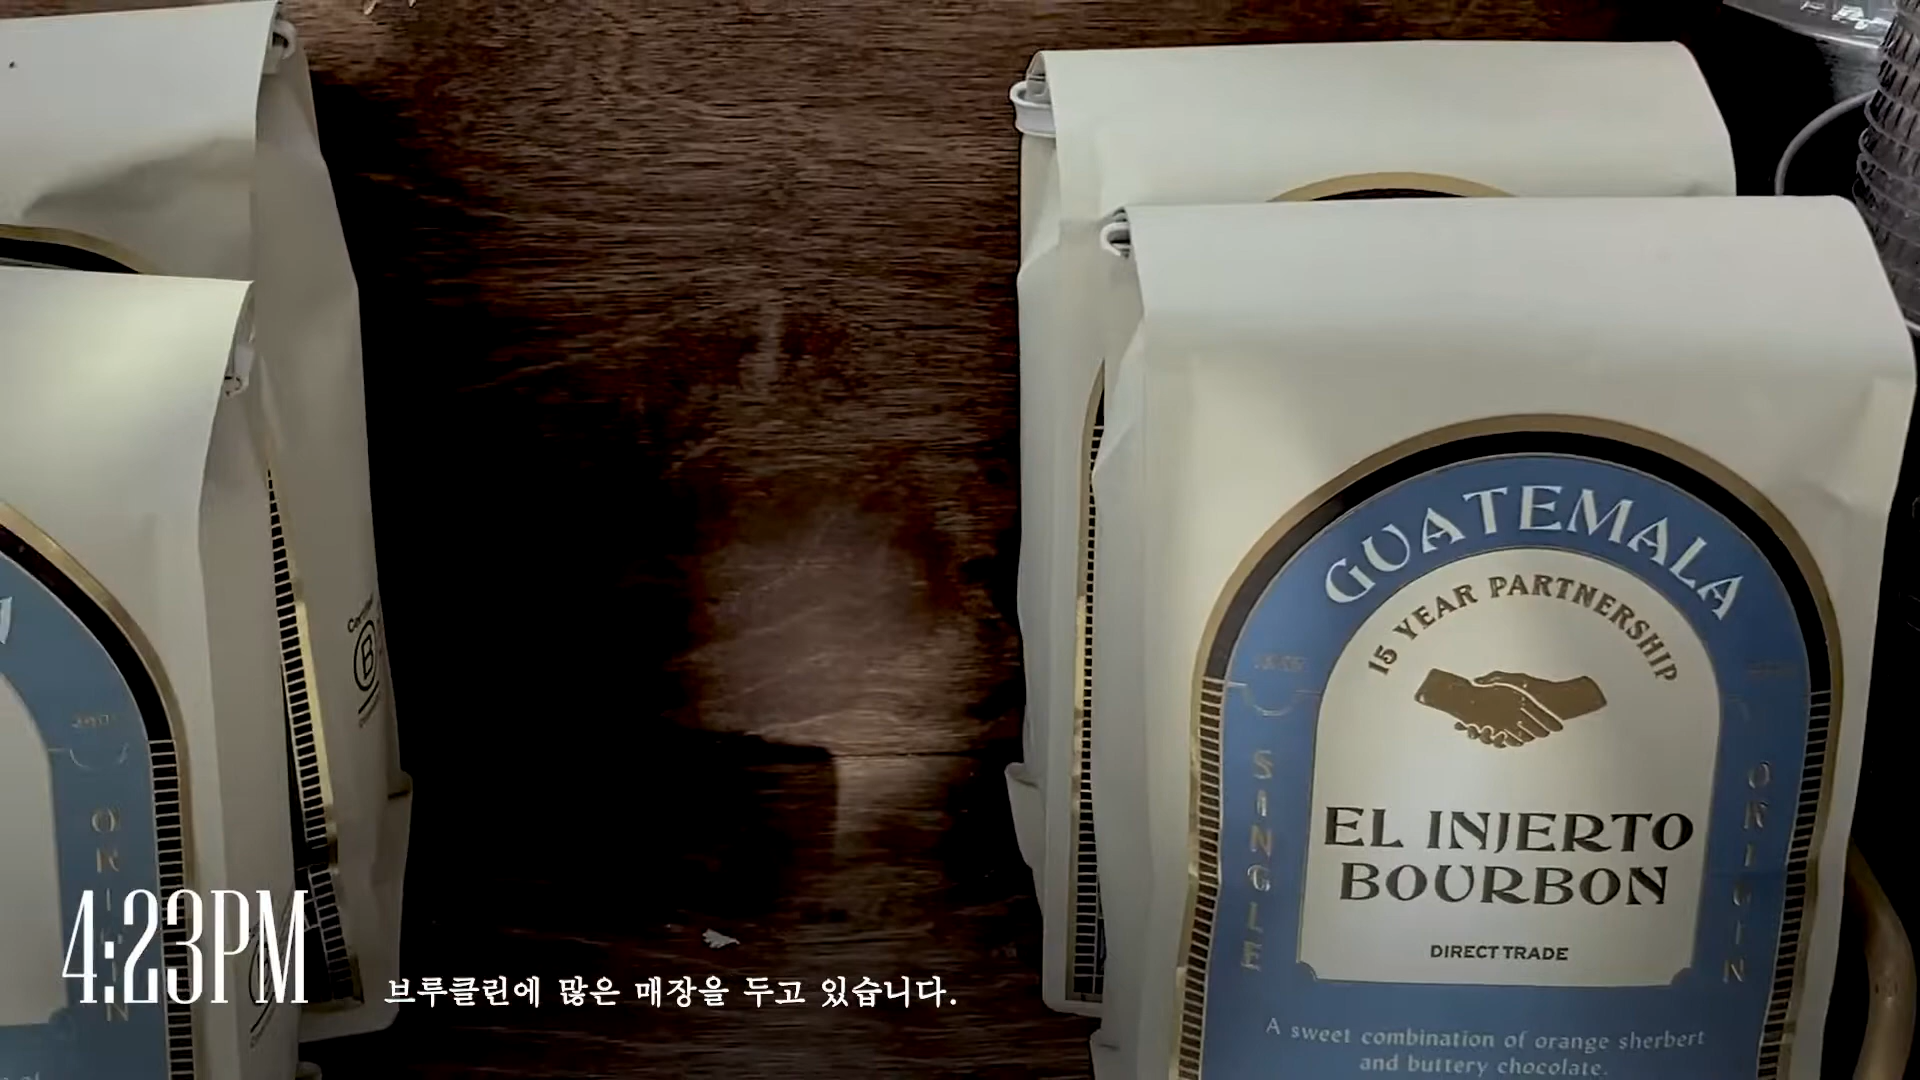 GUATEMALA
15 YEAR PARTNERSHIP
SINGLE
ORIGIN
EL INJERTO
BOURBON
DIRECT TRADE
A sweet combination of orange sherbert
and buttery chocolate.
ORIGIN
B
4:23PM
브루클린에 많은 매장을 두고 있습니다.